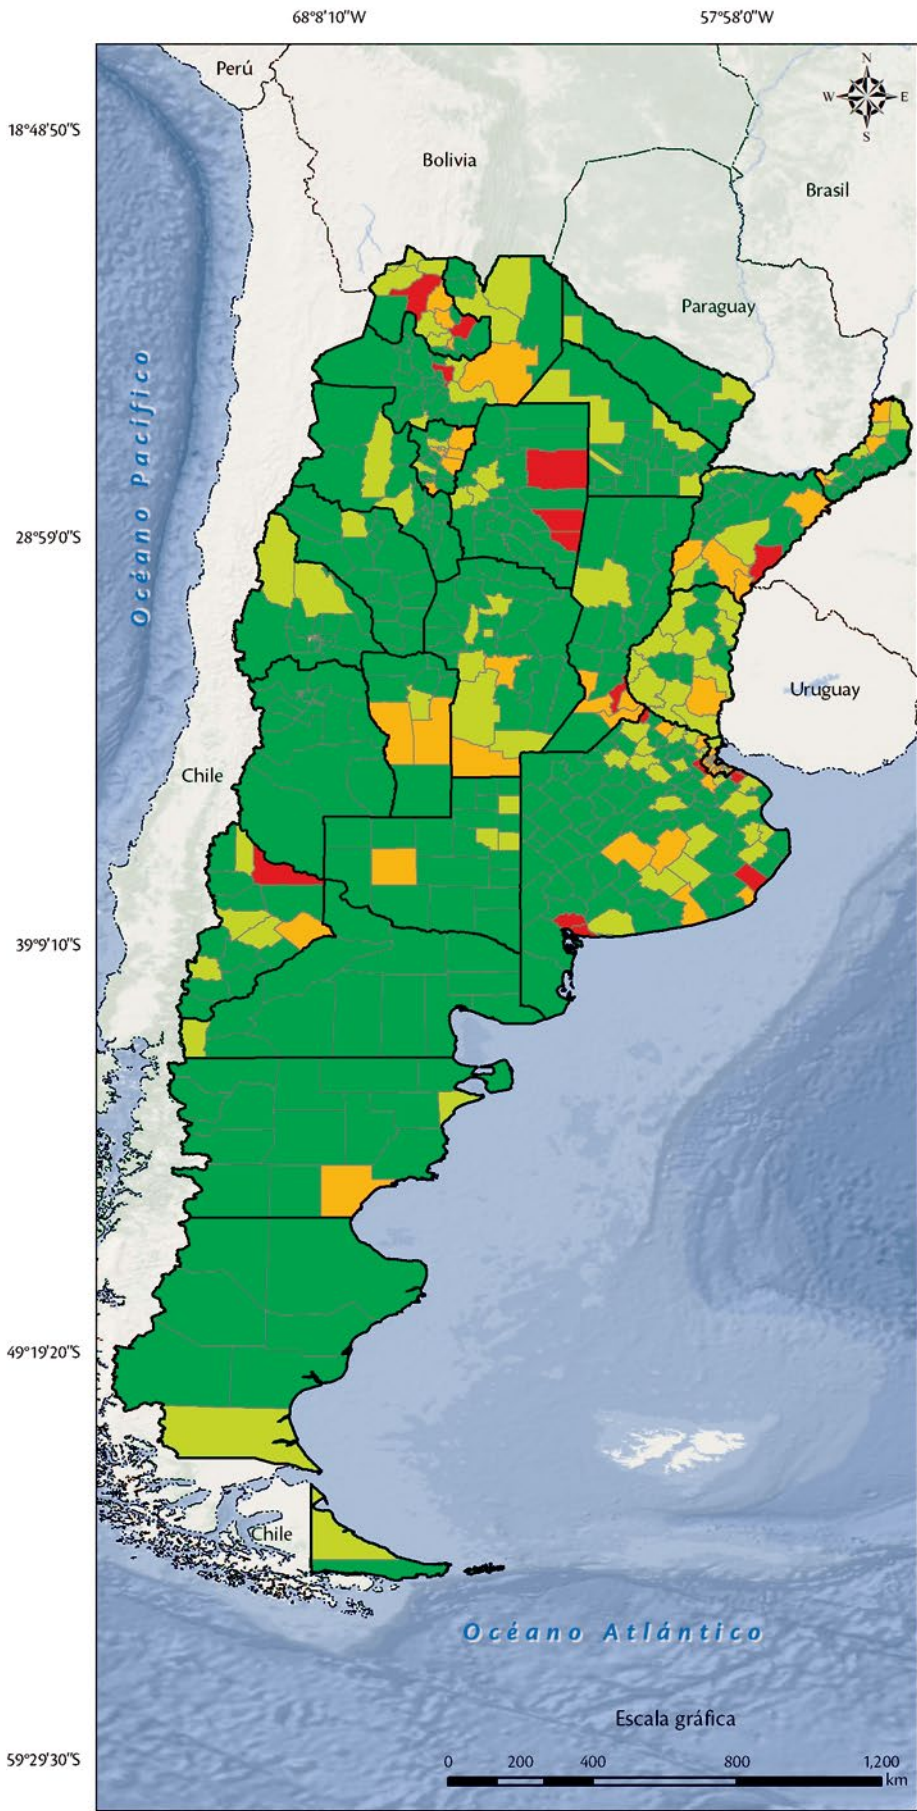 68°8'10"W
57°58'0"W
Perú
N
W
E
S
18°48'50"S
Bolivia
Brasil
Paraguay
Océano Pacífico
28°59'0"S
Uruguay
Chile
39°9'10"S
49°19'20"S
Chile
Océano Atlántico
Escala gráfica
59°29'30"S
0 200 400 800 1,200
km